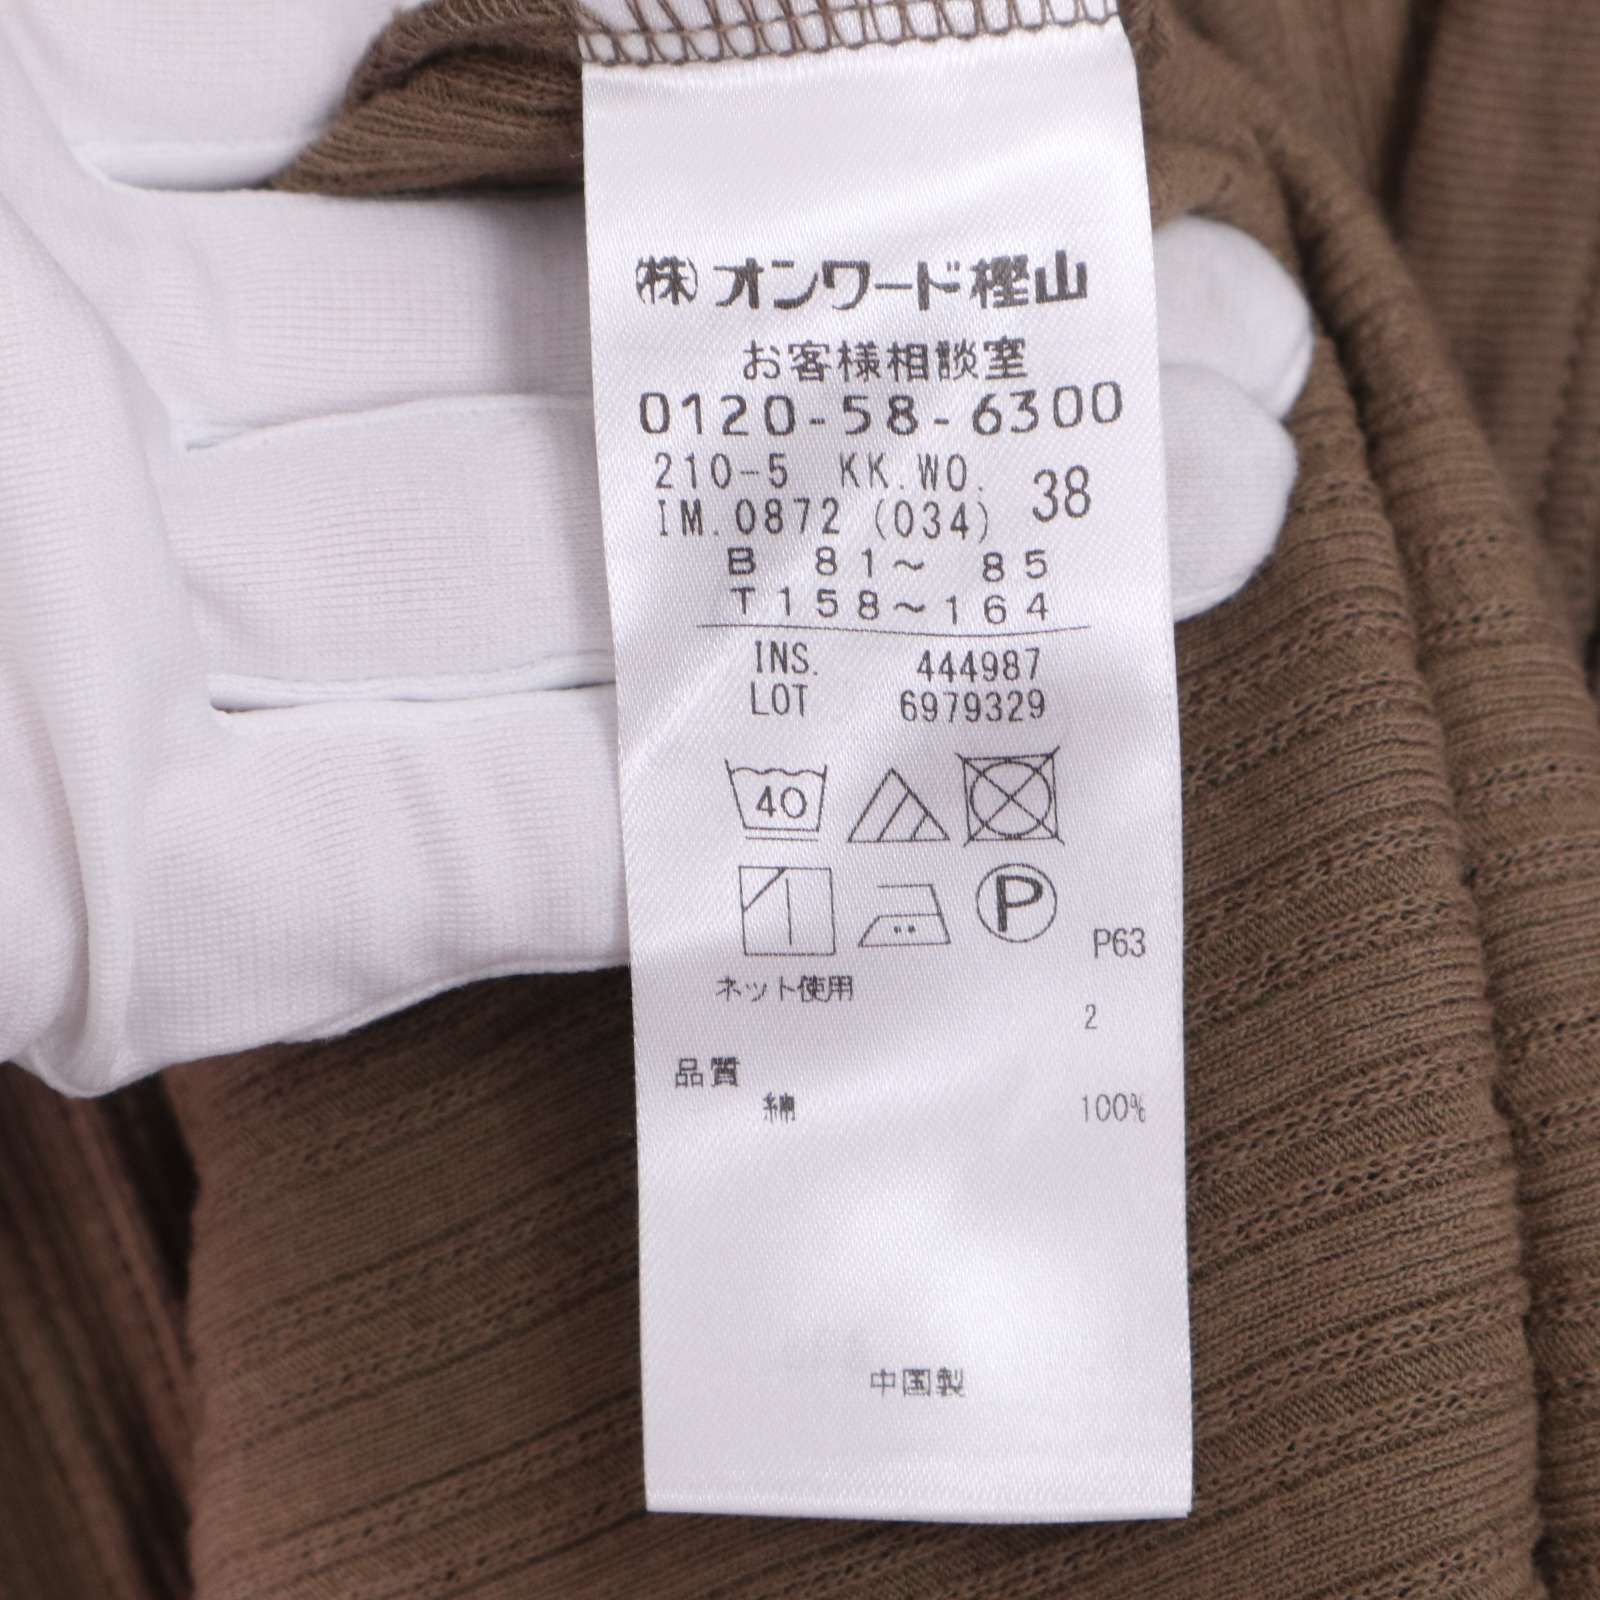 ㈱オンワード樫山
お客様相談室
0120-58-6300
210-5 KK.WO. 38
IM.0872 (034)
B 81～ 85
T158～164
INS. 444987
LOT 6979329
40
P
P63
ネット使用
2
品質
綿 100%
中国製